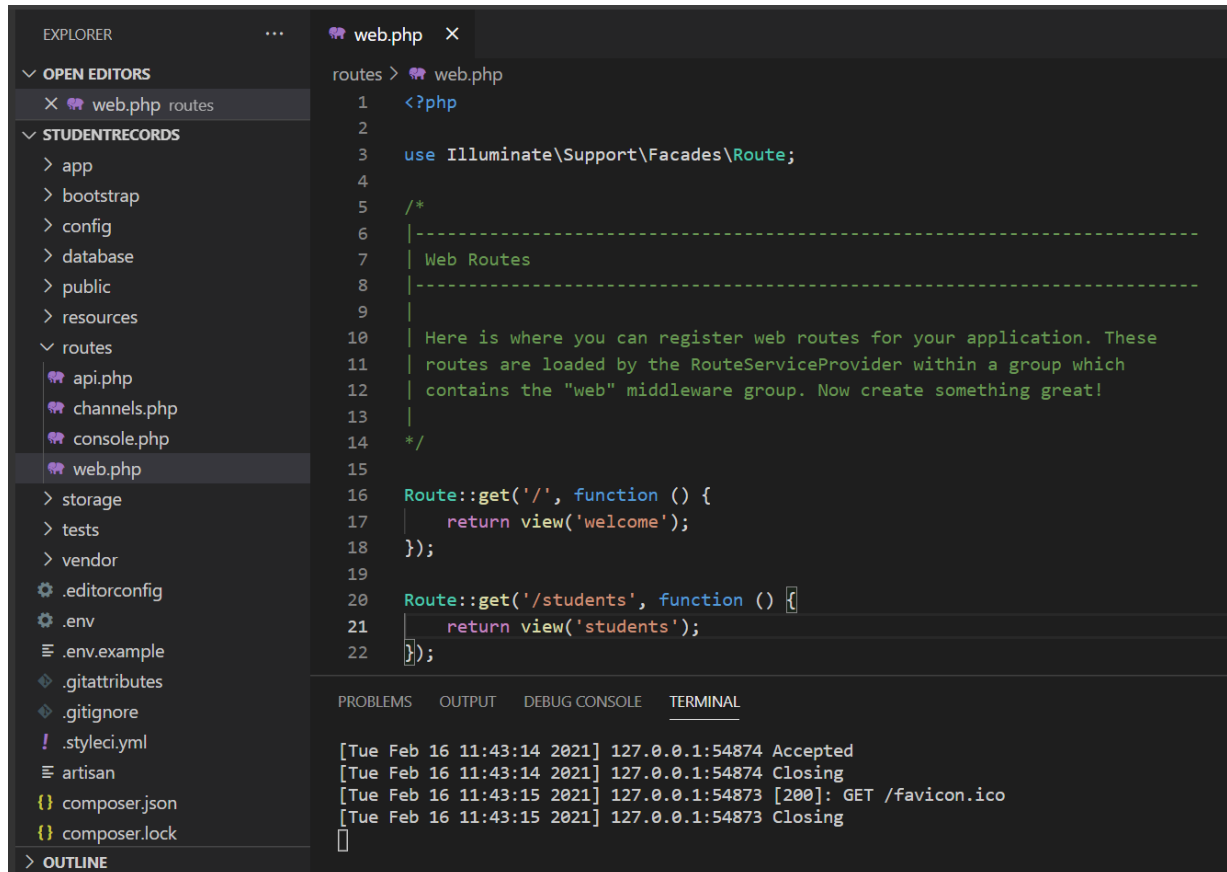 EXPLORER ...
OPEN EDITORS
web.php routes
STUDENTRECORDS
app
bootstrap
config
database
public
resources
routes
api.php
channels.php
console.php
web.php
storage
tests
vendor
.editorconfig
.env
.env.example
.gitattributes
.gitignore
.styleci.yml
artisan
composer.json
composer.lock
OUTLINE
web.php
routes > web.php
1 <?php
2
3 use Illuminate\Support\Facades\Route;
4
5 /*
6 |--------------------------------------------------------------------------
7 | Web Routes
8 |--------------------------------------------------------------------------
9 |
10 | Here is where you can register web routes for your application. These
11 | routes are loaded by the RouteServiceProvider within a group which
12 | contains the "web" middleware group. Now create something great!
13 |
14 */
15
16 Route::get('/', function () {
17     return view('welcome');
18 });
19
20 Route::get('/students', function () {
21     return view('students');
22 });
PROBLEMS OUTPUT DEBUG CONSOLE TERMINAL
[Tue Feb 16 11:43:14 2021] 127.0.0.1:54874 Accepted
[Tue Feb 16 11:43:14 2021] 127.0.0.1:54874 Closing
[Tue Feb 16 11:43:15 2021] 127.0.0.1:54873 [200]: GET /favicon.ico
[Tue Feb 16 11:43:15 2021] 127.0.0.1:54873 Closing